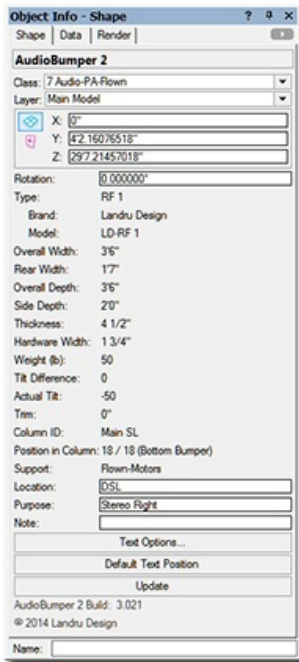 Object Info - Shape
Shape Data Render
AudioBumper 2
Class: 7 Audio-PA-Flown
Layer: Main Model
X: 0"
Y: 4'2.16076518"
Z: 29'7.21457018"
Rotation: 0.000000°
Type: RF 1
Brand: Landru Design
Model: LD-RF 1
Overall Width: 3'6"
Rear Width: 1'7"
Overall Depth: 3'6"
Side Depth: 2'0"
Thickness: 4 1/2"
Hardware Width: 1 3/4"
Weight (lb): 50
Tilt Difference: 0
Actual Tilt: -50
Trim: 0"
Column ID: Main SL
Position in Column: 18 / 18 (Bottom Bumper)
Support: Flown-Motors
Location: DSL
Purpose: Stereo Right
Note:
Text Options...
Default Text Position
Update
AudioBumper 2 Build: 3.021
© 2014 Landru Design
Name: